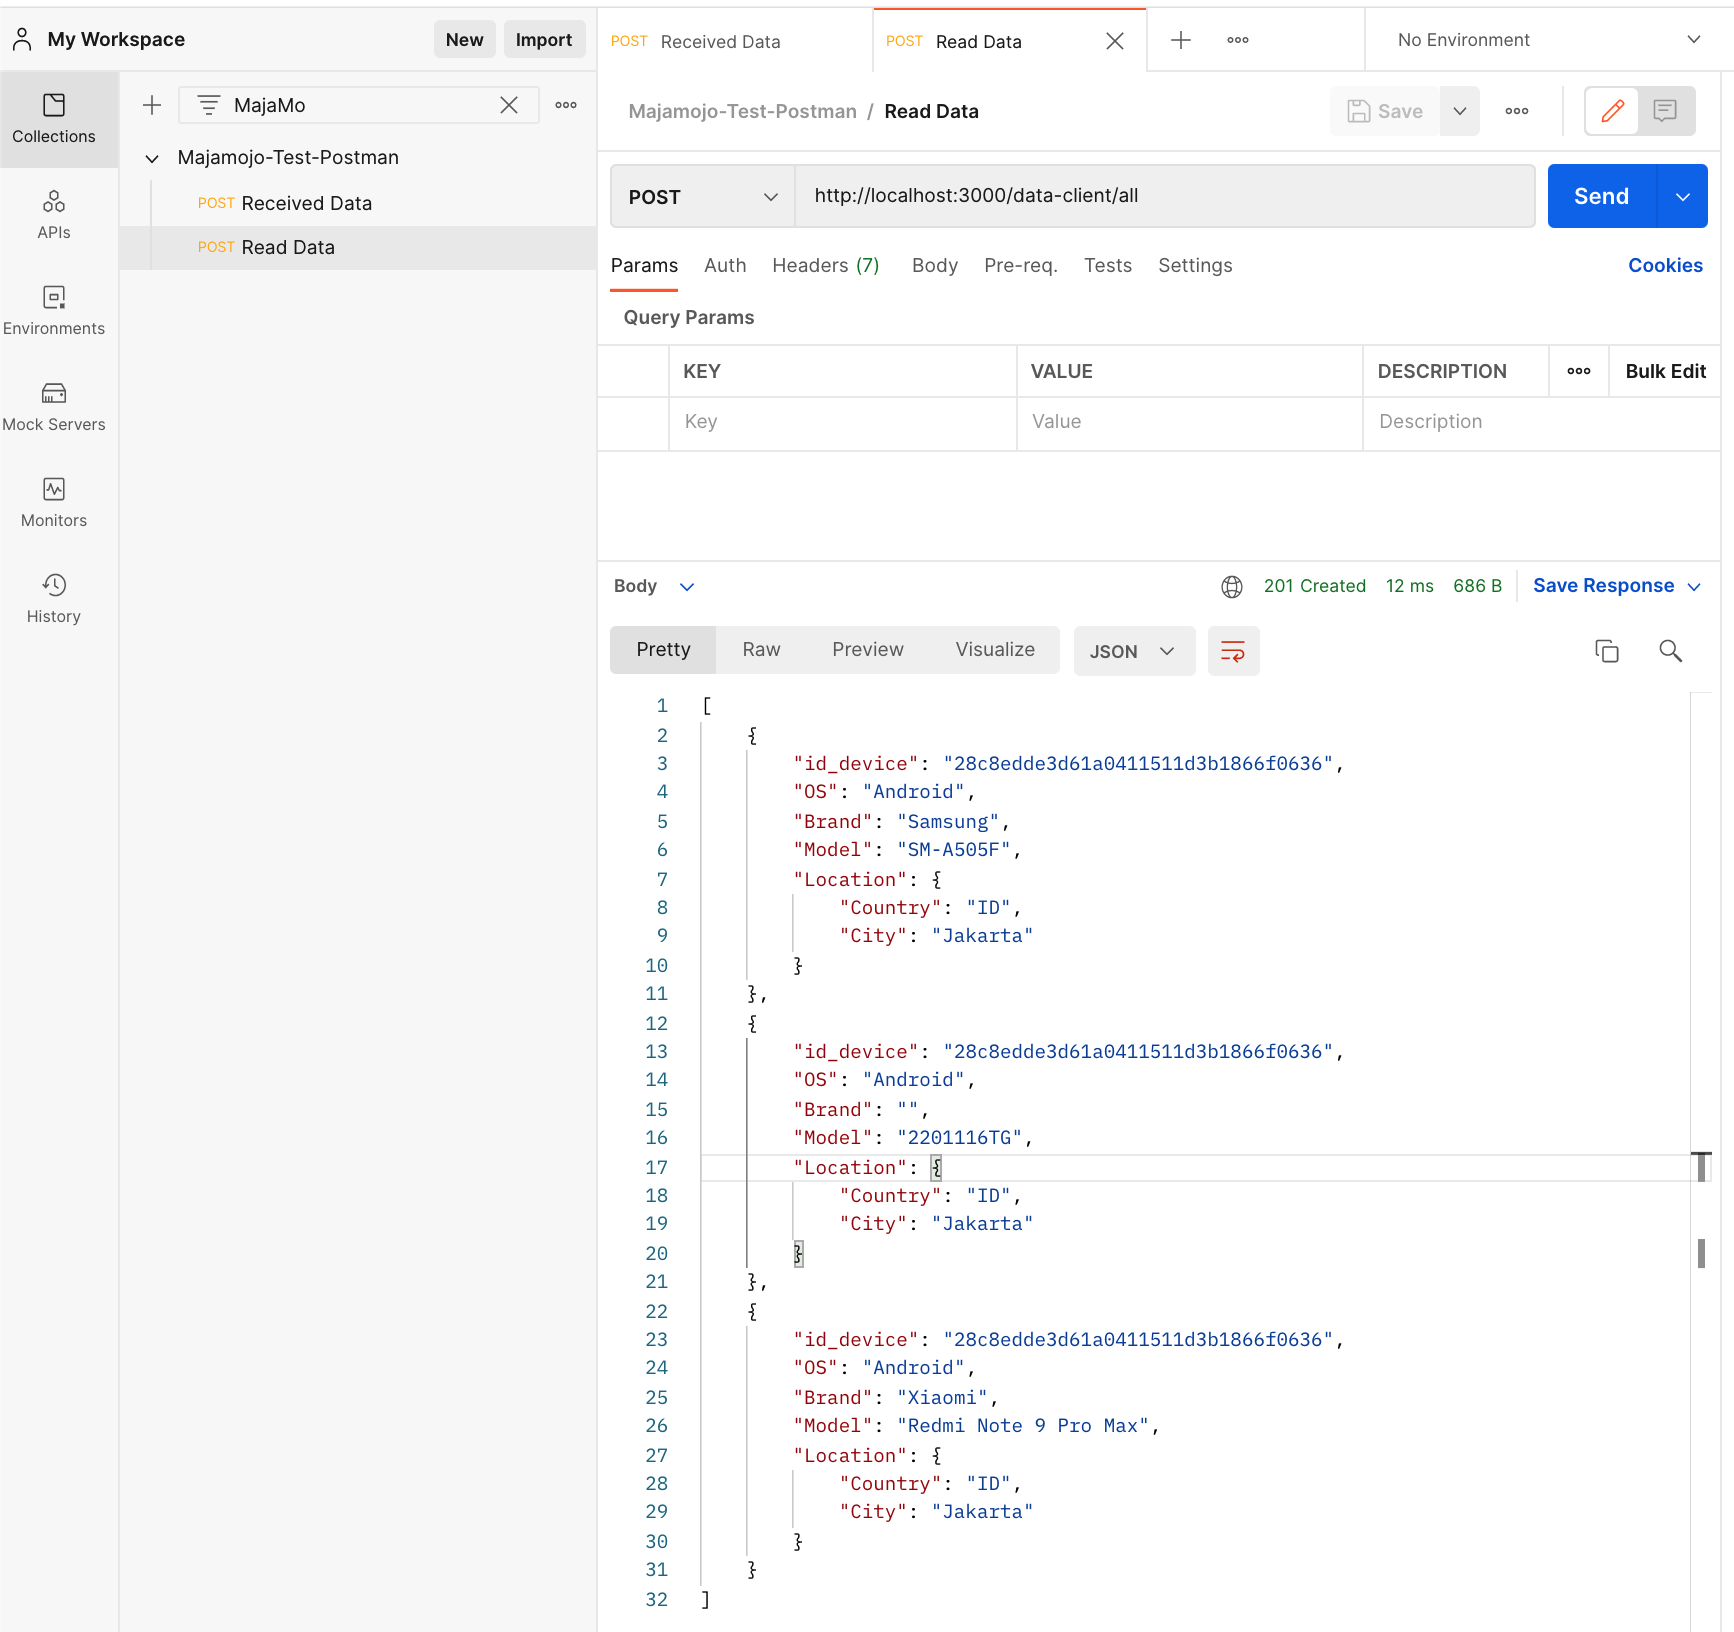 My Workspace
New
Import
POST Received Data
POST Read Data
No Environment
Collections
APIs
Environments
Mock Servers
Monitors
History
MajaMo
Majamojo-Test-Postman
POST Received Data
POST Read Data
Majamojo-Test-Postman / Read Data
Save
POST
http://localhost:3000/data-client/all
Send
Params Auth Headers (7) Body Pre-req. Tests Settings
Cookies
Query Params
KEY VALUE DESCRIPTION Bulk Edit
Key Value Description
Body
201 Created 12 ms 686 B Save Response
Pretty Raw Preview Visualize JSON
1 [
2 {
3 "id_device": "28c8edde3d61a0411511d3b1866f0636",
4 "OS": "Android",
5 "Brand": "Samsung",
6 "Model": "SM-A505F",
7 "Location": {
8 "Country": "ID",
9 "City": "Jakarta"
10 }
11 },
12 {
13 "id_device": "28c8edde3d61a0411511d3b1866f0636",
14 "OS": "Android",
15 "Brand": "",
16 "Model": "2201116TG",
17 "Location": {
18 "Country": "ID",
19 "City": "Jakarta"
20 }
21 },
22 {
23 "id_device": "28c8edde3d61a0411511d3b1866f0636",
24 "OS": "Android",
25 "Brand": "Xiaomi",
26 "Model": "Redmi Note 9 Pro Max",
27 "Location": {
28 "Country": "ID",
29 "City": "Jakarta"
30 }
31 }
32 ]